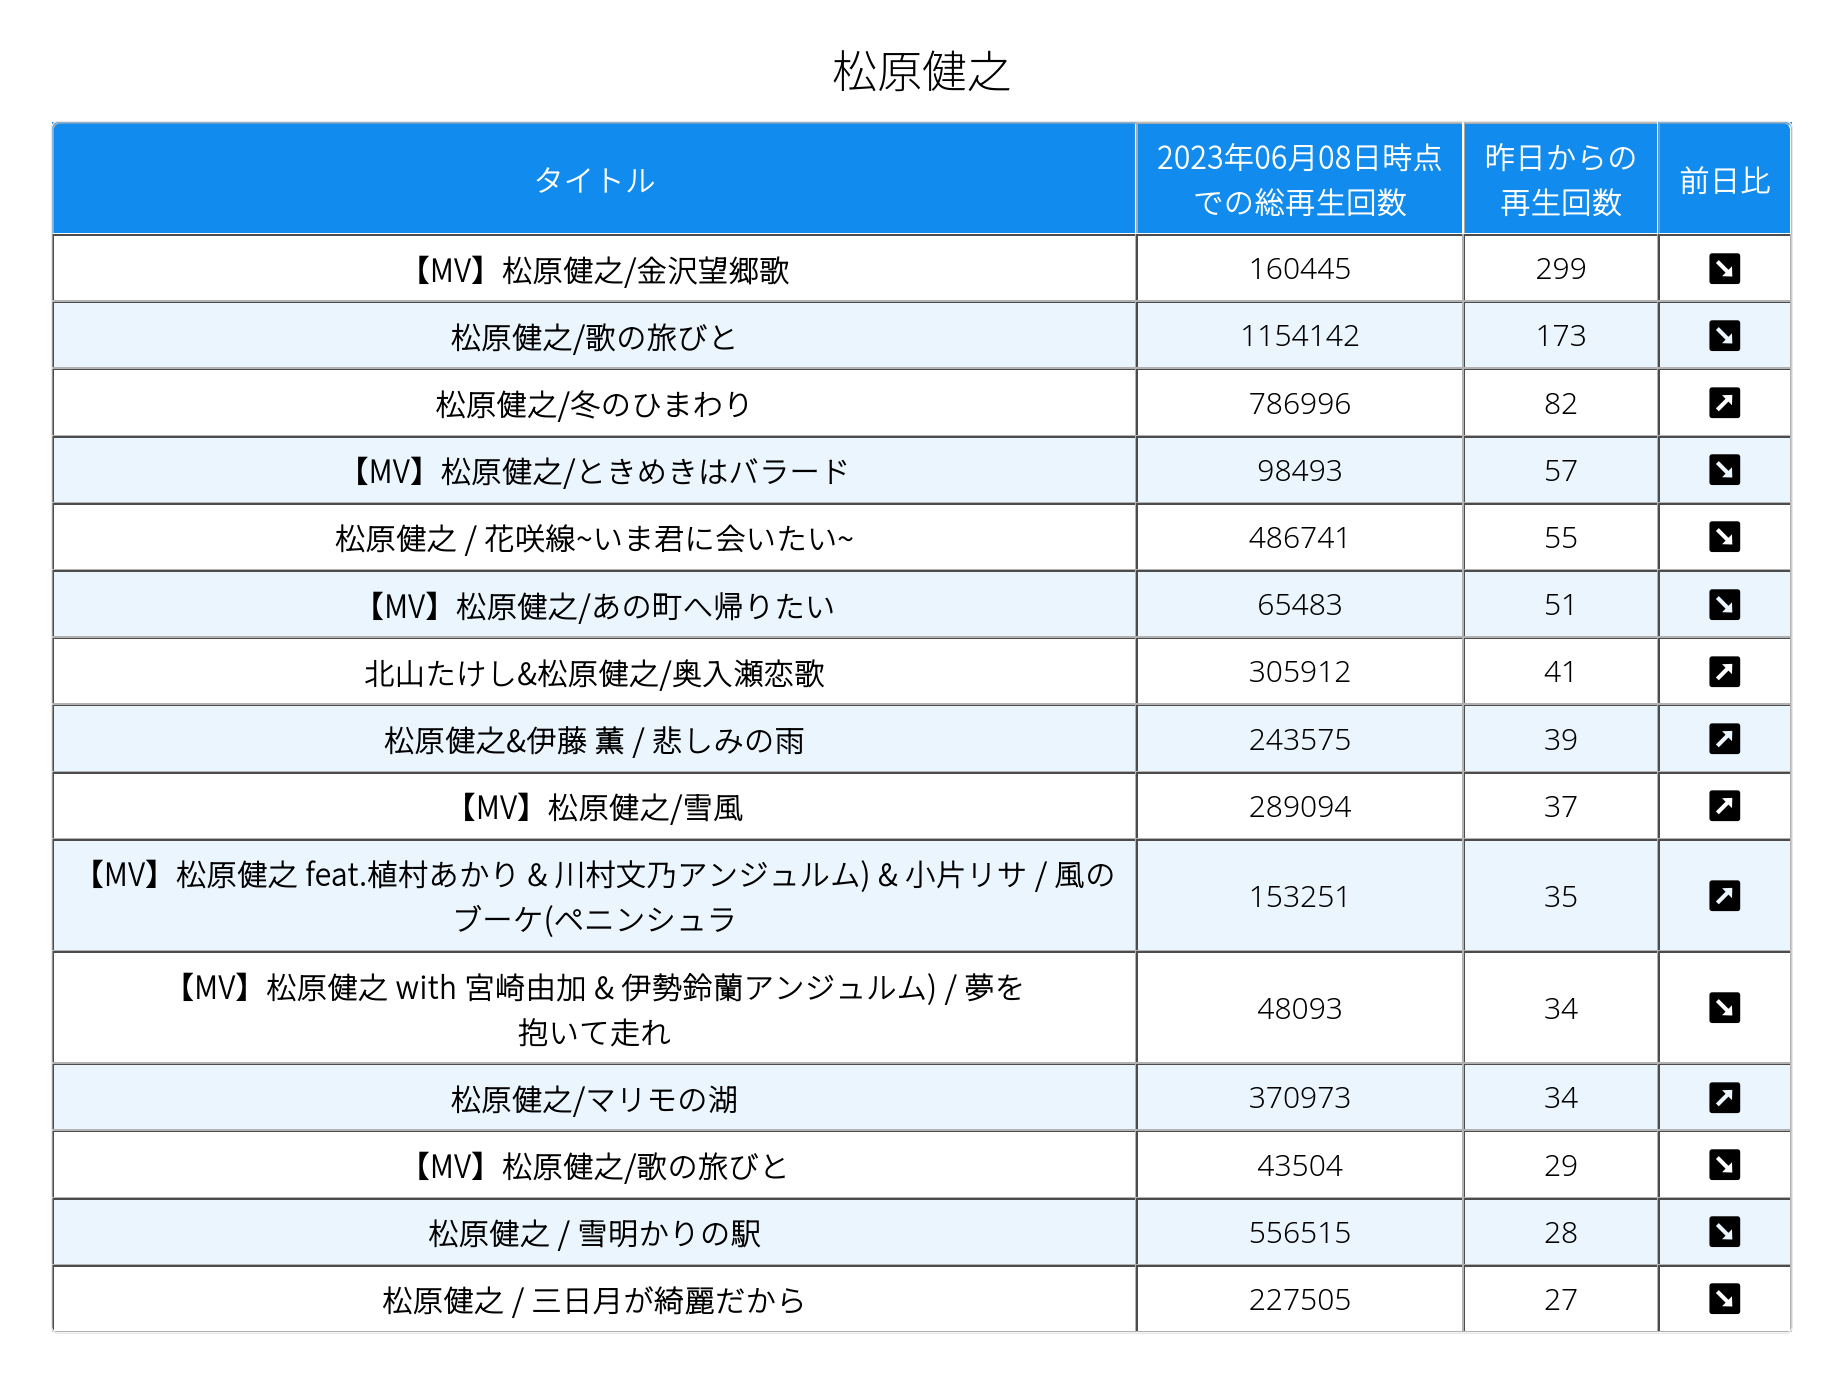 松原健之
タイトル
2023年06月08日時点
での総再生回数
昨日からの
再生回数
前日比
【MV】松原健之/金沢望郷歌 160445 299 ↘
松原健之/歌の旅びと 1154142 173 ↘
松原健之/冬のひまわり 786996 82 ↗
【MV】松原健之/ときめきはバラード 98493 57 ↘
松原健之 / 花咲線~いま君に会いたい~ 486741 55 ↘
【MV】松原健之/あの町へ帰りたい 65483 51 ↘
北山たけし&松原健之/奥入瀬恋歌 305912 41 ↗
松原健之&伊藤 薫 / 悲しみの雨 243575 39 ↗
【MV】松原健之/雪風 289094 37 ↗
【MV】松原健之 feat.植村あかり & 川村文乃アンジュルム) & 小片リサ / 風の
ブーケ(ペニンシュラ 153251 35 ↗
【MV】松原健之 with 宮崎由加 & 伊勢鈴蘭アンジュルム) / 夢を
抱いて走れ 48093 34 ↘
松原健之/マリモの湖 370973 34 ↗
【MV】松原健之/歌の旅びと 43504 29 ↘
松原健之 / 雪明かりの駅 556515 28 ↘
松原健之 / 三日月が綺麗だから 227505 27 ↘